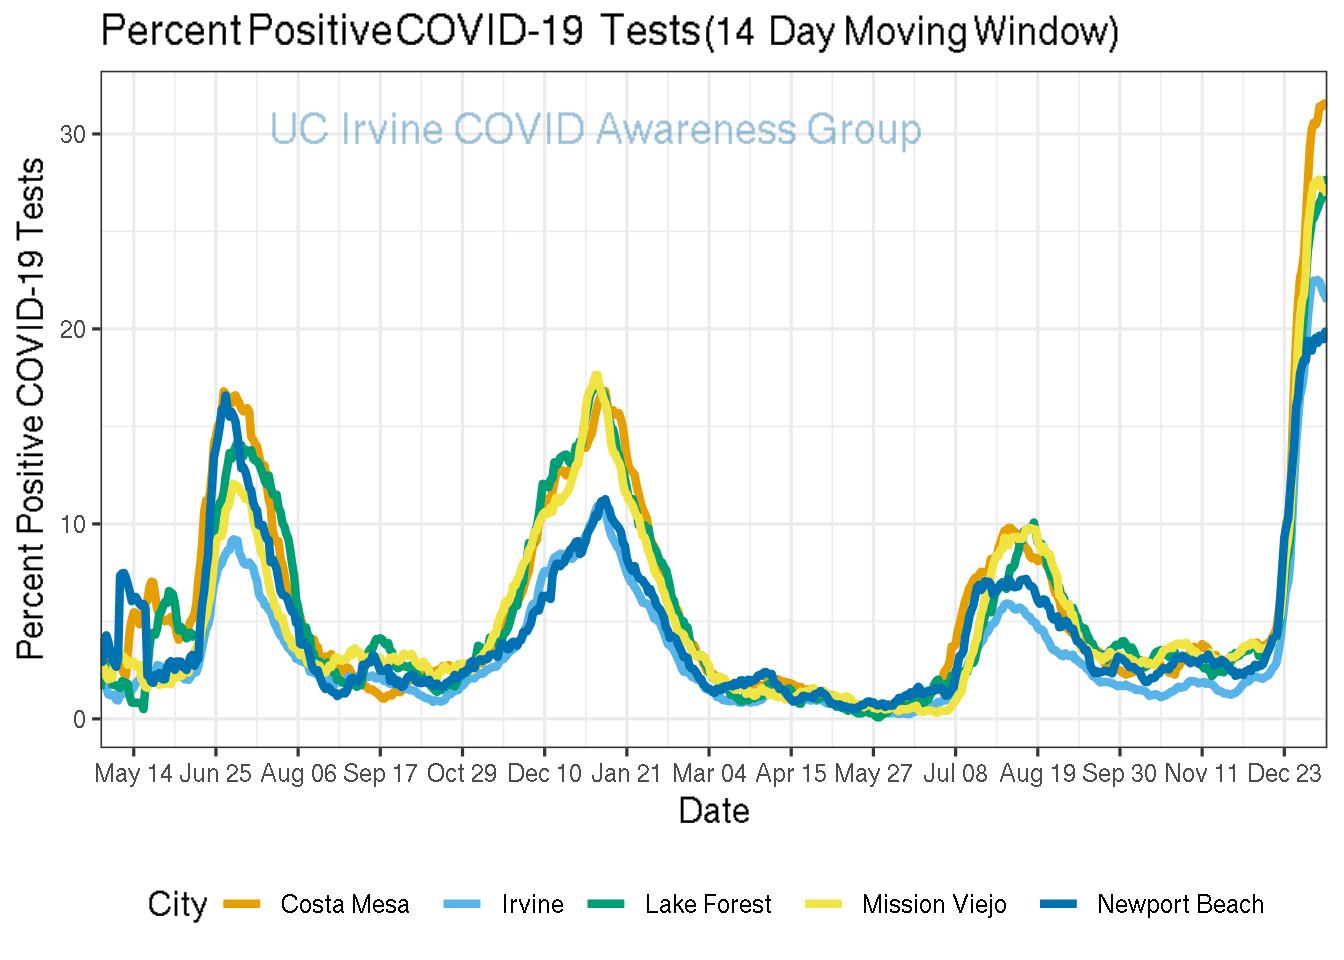 Percent Positive COVID-19 Tests (14 Day Moving Window)
UC Irvine COVID Awareness Group
Percent Positive COVID-19 Tests
30
20
10
0
May 14 Jun 25 Aug 06 Sep 17 Oct 29 Dec 10 Jan 21 Mar 04 Apr 15 May 27 Jul 08 Aug 19 Sep 30 Nov 11 Dec 23
Date
City Costa Mesa Irvine Lake Forest Mission Viejo Newport Beach